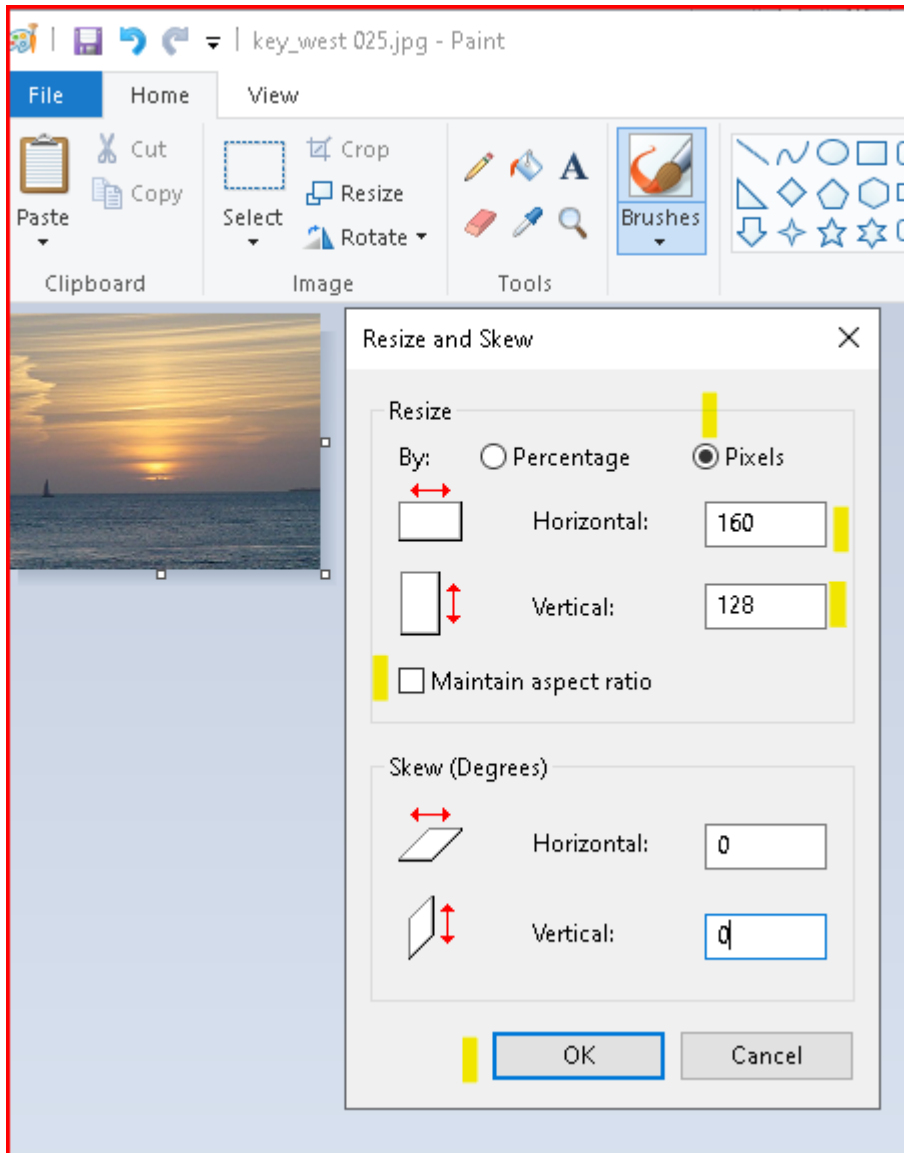 key_west 025.jpg - Paint
File Home View
Cut Crop
Copy Resize
Paste Select Rotate Brushes
Clipboard Image Tools
Resize and Skew
Resize
By: Percentage Pixels
Horizontal: 160
Vertical: 128
Maintain aspect ratio
Skew (Degrees)
Horizontal: 0
Vertical: 0
OK Cancel